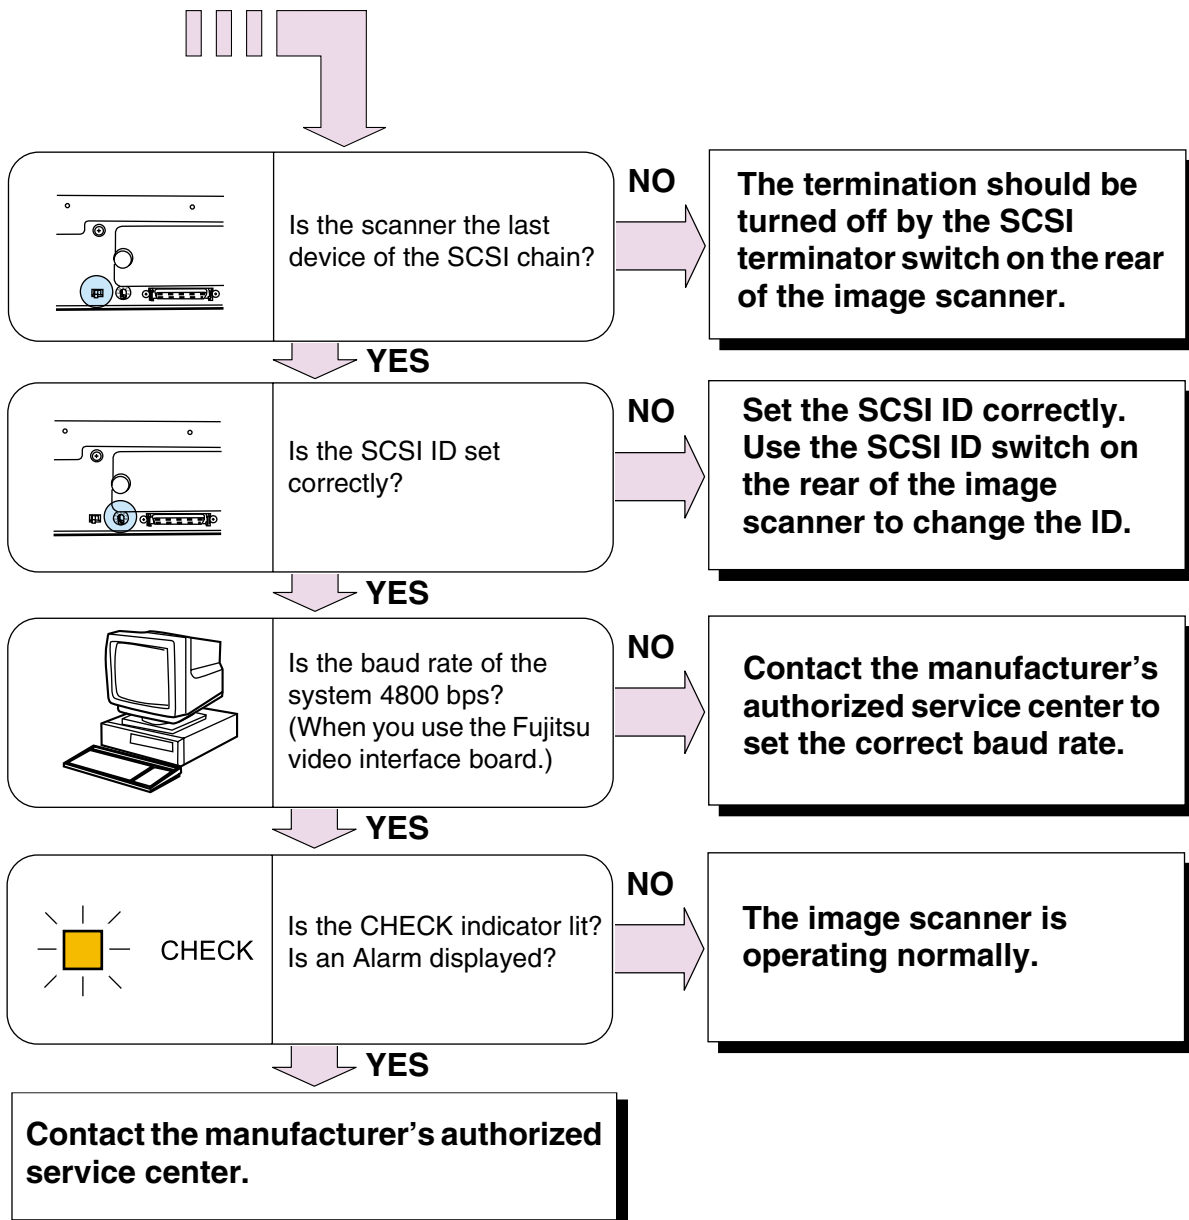 Is the scanner the last
device of the SCSI chain?
NO
The termination should be
turned off by the SCSI
terminator switch on the rear
of the image scanner.
YES
Is the SCSI ID set
correctly?
NO
Set the SCSI ID correctly.
Use the SCSI ID switch on
the rear of the image
scanner to change the ID.
YES
Is the baud rate of the
system 4800 bps?
(When you use the Fujitsu
video interface board.)
NO
Contact the manufacturer’s
authorized service center to
set the correct baud rate.
YES
CHECK
Is the CHECK indicator lit?
Is an Alarm displayed?
NO
The image scanner is
operating normally.
YES
Contact the manufacturer’s authorized
service center.